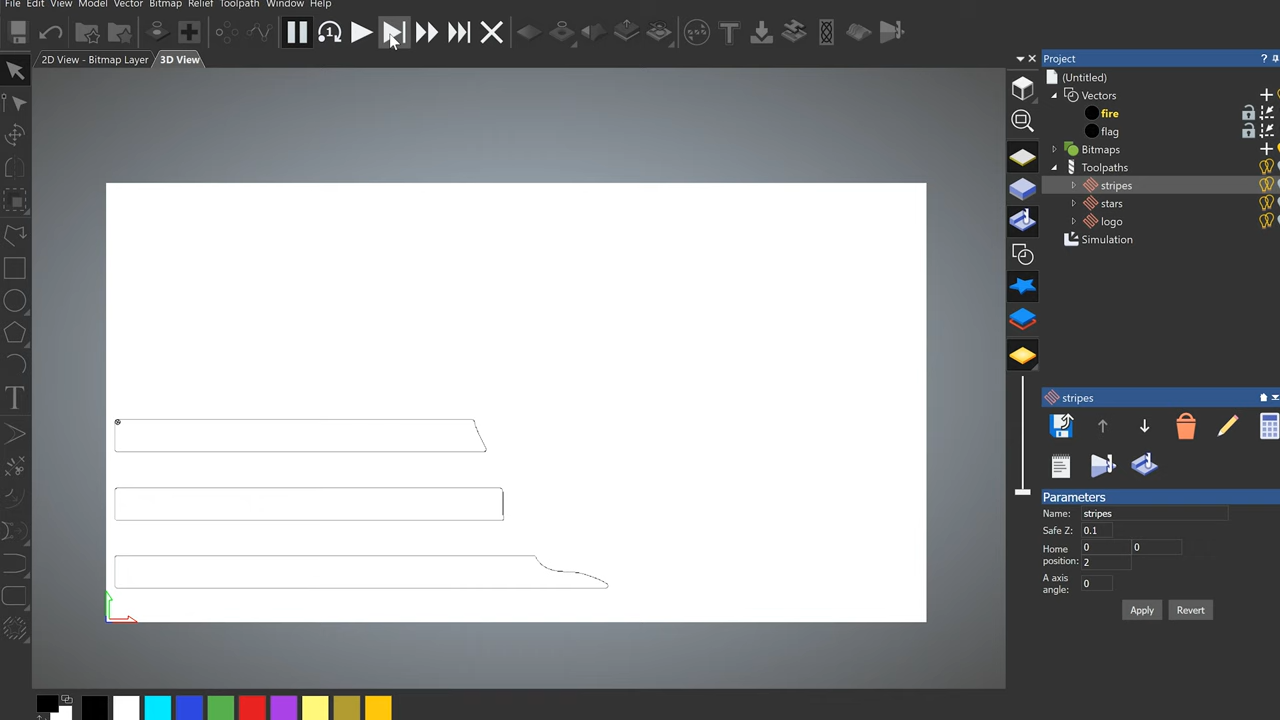 File Edit View Model Vector Bitmap Relief Toolpath Window Help
1
2D View - Bitmap Layer 3D View
Project
(Untitled)
Vectors
fire
flag
Bitmaps
Toolpaths
stripes
stars
logo
Simulation
stripes
Parameters
Name: stripes
Safe Z: 0.1
Home position: 0 0
2
A axis angle: 0
Apply Revert